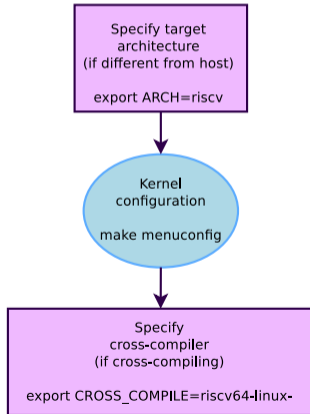 Specify target
architecture
(if different from host)
export ARCH=riscv
Kernel
configuration
make menuconfig
Specify
cross-compiler
(if cross-compiling)
export CROSS_COMPILE=riscv64-linux-